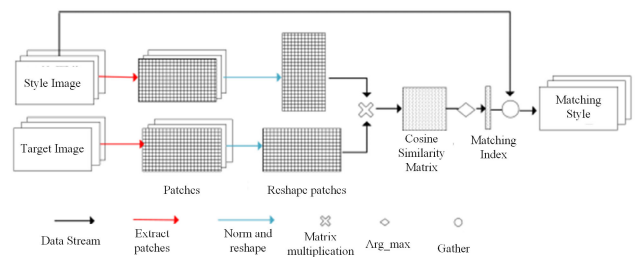 Style Image
Matching
Style
Target Image
Cosine
Similarity
Matrix
Matching
Index
Patches
Reshape patches
Data Stream
Extract
patches
Norm and
reshape
Matrix
multiplication
Arg_max
Gather